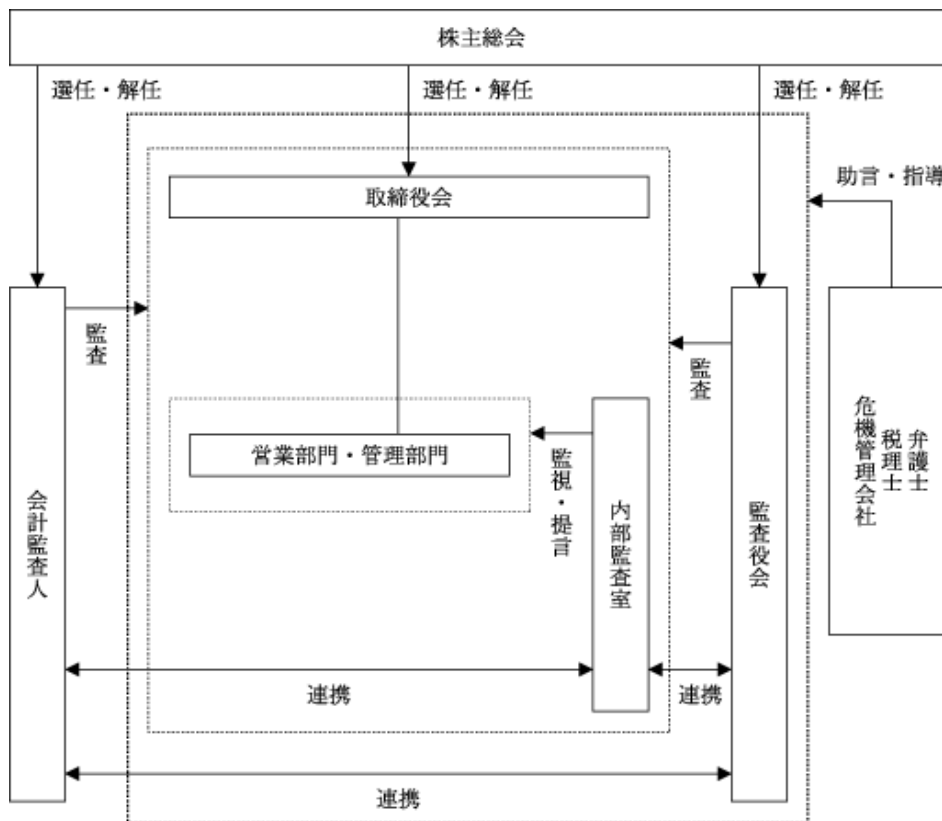 株主総会
選任・解任
選任・解任
選任・解任
助言・指導
取締役会
監査
監査
営業部門・管理部門
監視・提言
内部監査室
会計監査人
監査役会
弁護士
税理士
危機管理会社
連携
連携
連携